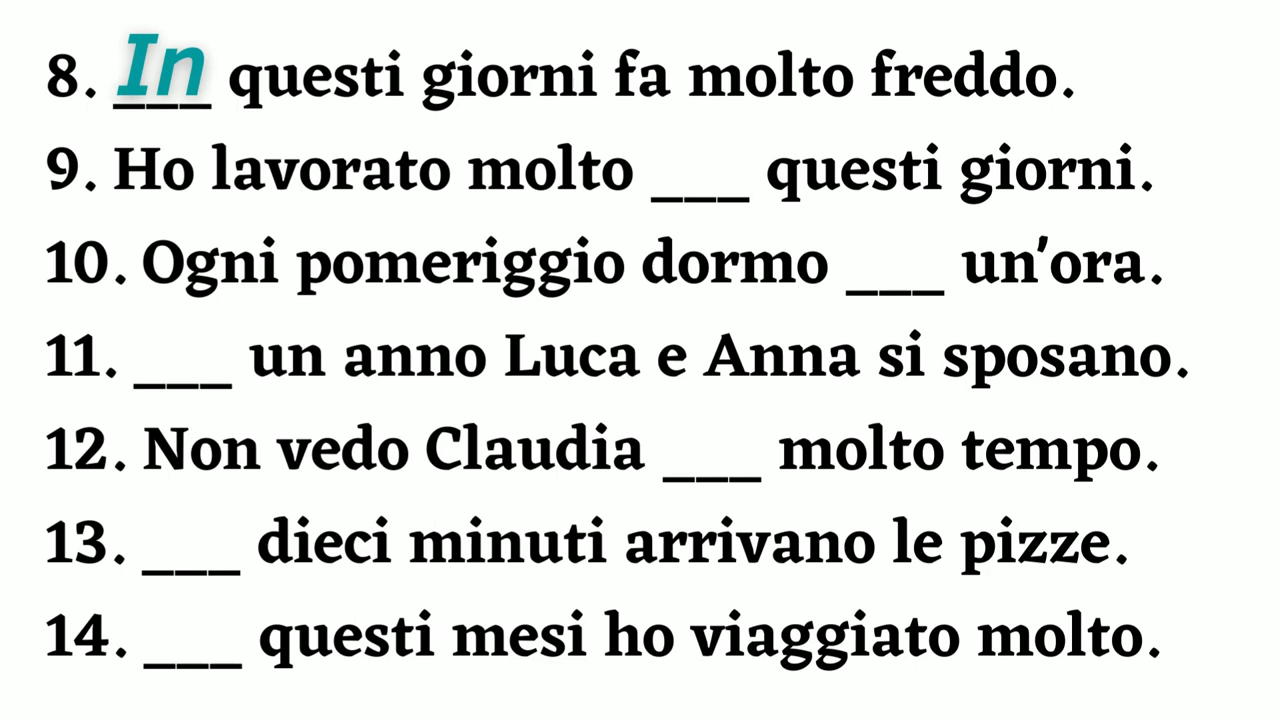 8. In questi giorni fa molto freddo.
9. Ho lavorato molto ___ questi giorni.
10. Ogni pomeriggio dormo ___ un'ora.
11. ___ un anno Luca e Anna si sposano.
12. Non vedo Claudia ___ molto tempo.
13. ___ dieci minuti arrivano le pizze.
14. ___ questi mesi ho viaggiato molto.